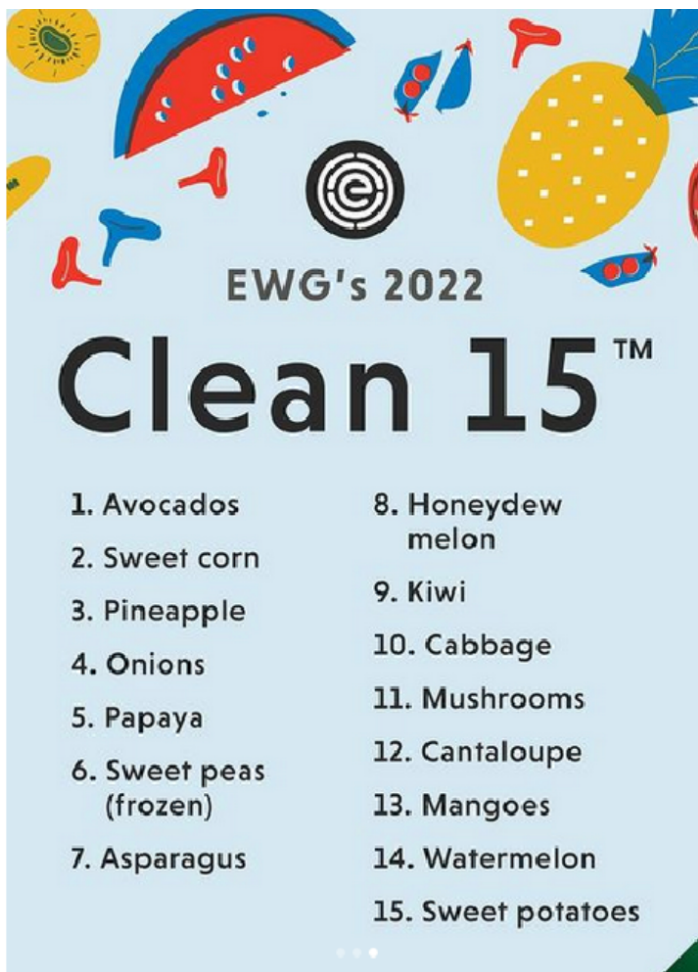 e
EWG's 2022
Clean 15™
1. Avocados
2. Sweet corn
3. Pineapple
4. Onions
5. Papaya
6. Sweet peas
(frozen)
7. Asparagus
8. Honeydew
melon
9. Kiwi
10. Cabbage
11. Mushrooms
12. Cantaloupe
13. Mangoes
14. Watermelon
15. Sweet potatoes